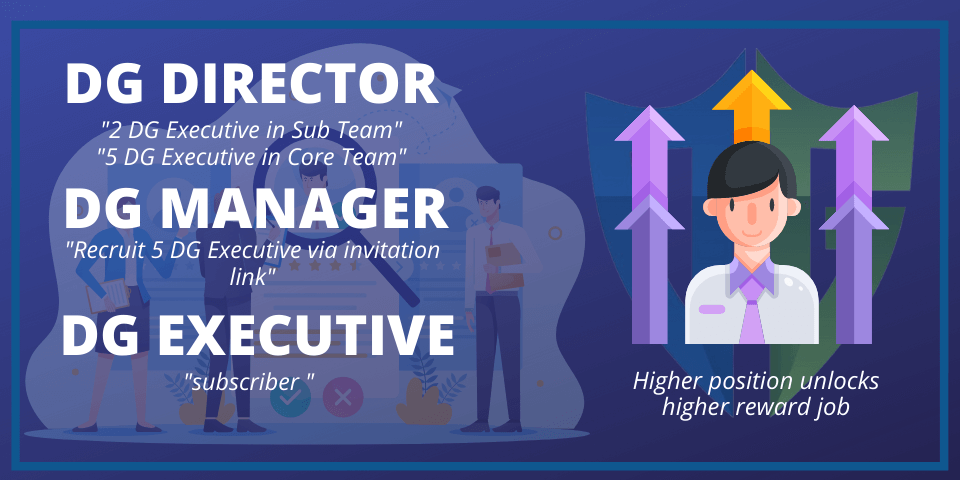 DG DIRECTOR
"2 DG Executive in Sub Team"
"5 DG Executive in Core Team"
DG MANAGER
"Recruit 5 DG Executive via invitation
link"
DG EXECUTIVE
"subscriber "
Higher position unlocks
higher reward job